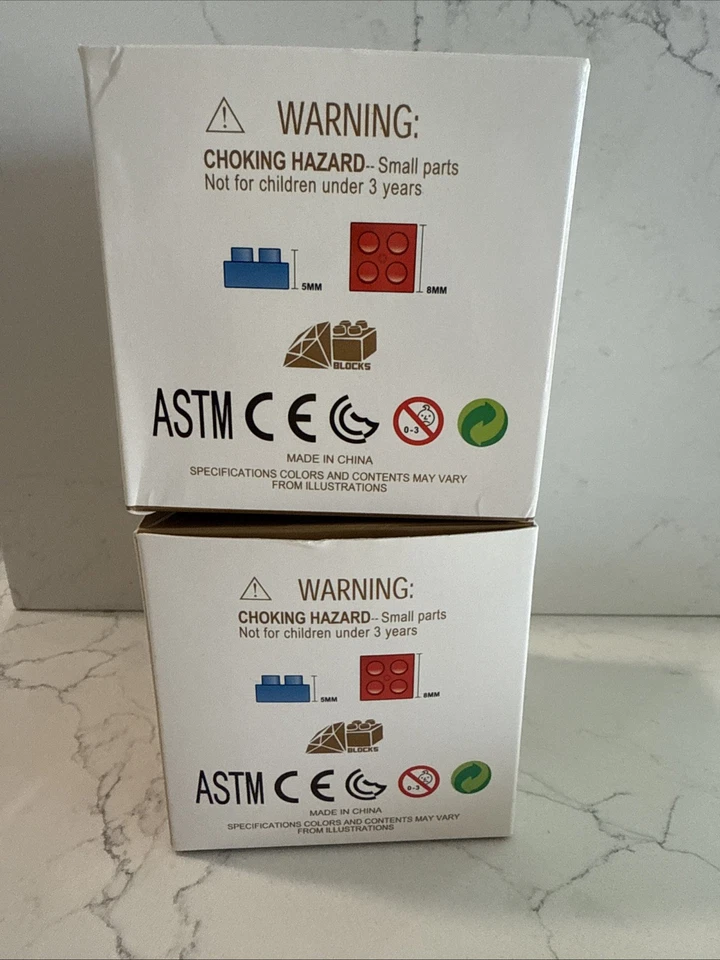 WARNING:
CHOKING HAZARD-- Small parts
Not for children under 3 years
5MM
8MM
BLOCKS
ASTM CE 0-3
MADE IN CHINA
SPECIFICATIONS COLORS AND CONTENTS MAY VARY
FROM ILLUSTRATIONS
WARNING:
CHOKING HAZARD-- Small parts
Not for children under 3 years
5MM
8MM
BLOCKS
ASTM CE 0-3
MADE IN CHINA
SPECIFICATIONS COLORS AND CONTENTS MAY VARY
FROM ILLUSTRATIONS